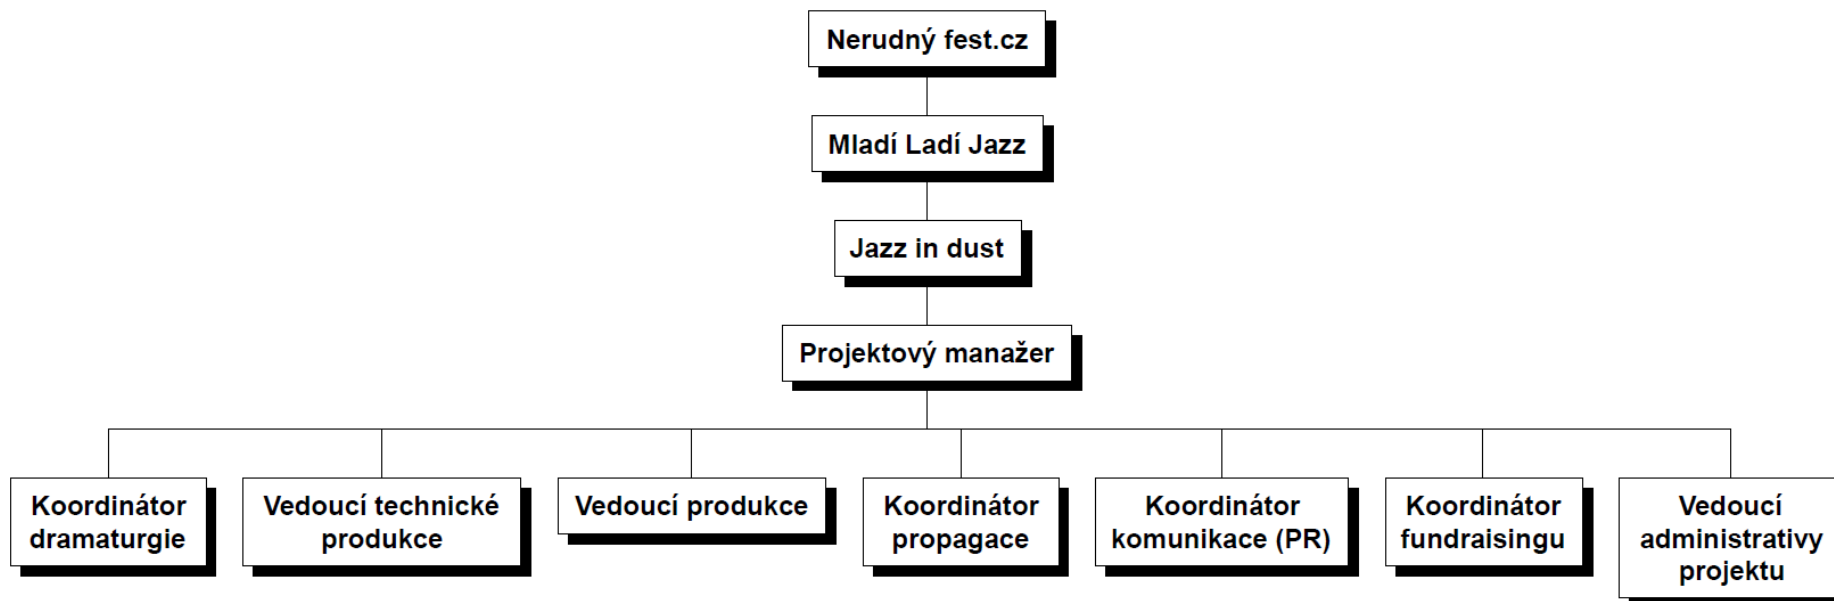 Nerudný fest.cz
Mladí Ladí Jazz
Jazz in dust
Projektový manažer
Koordinátor
dramaturgie
Vedoucí technické
produkce
Vedoucí produkce
Koordinátor
propagace
Koordinátor
komunikace (PR)
Koordinátor
fundraisingu
Vedoucí
administrativy
projektu